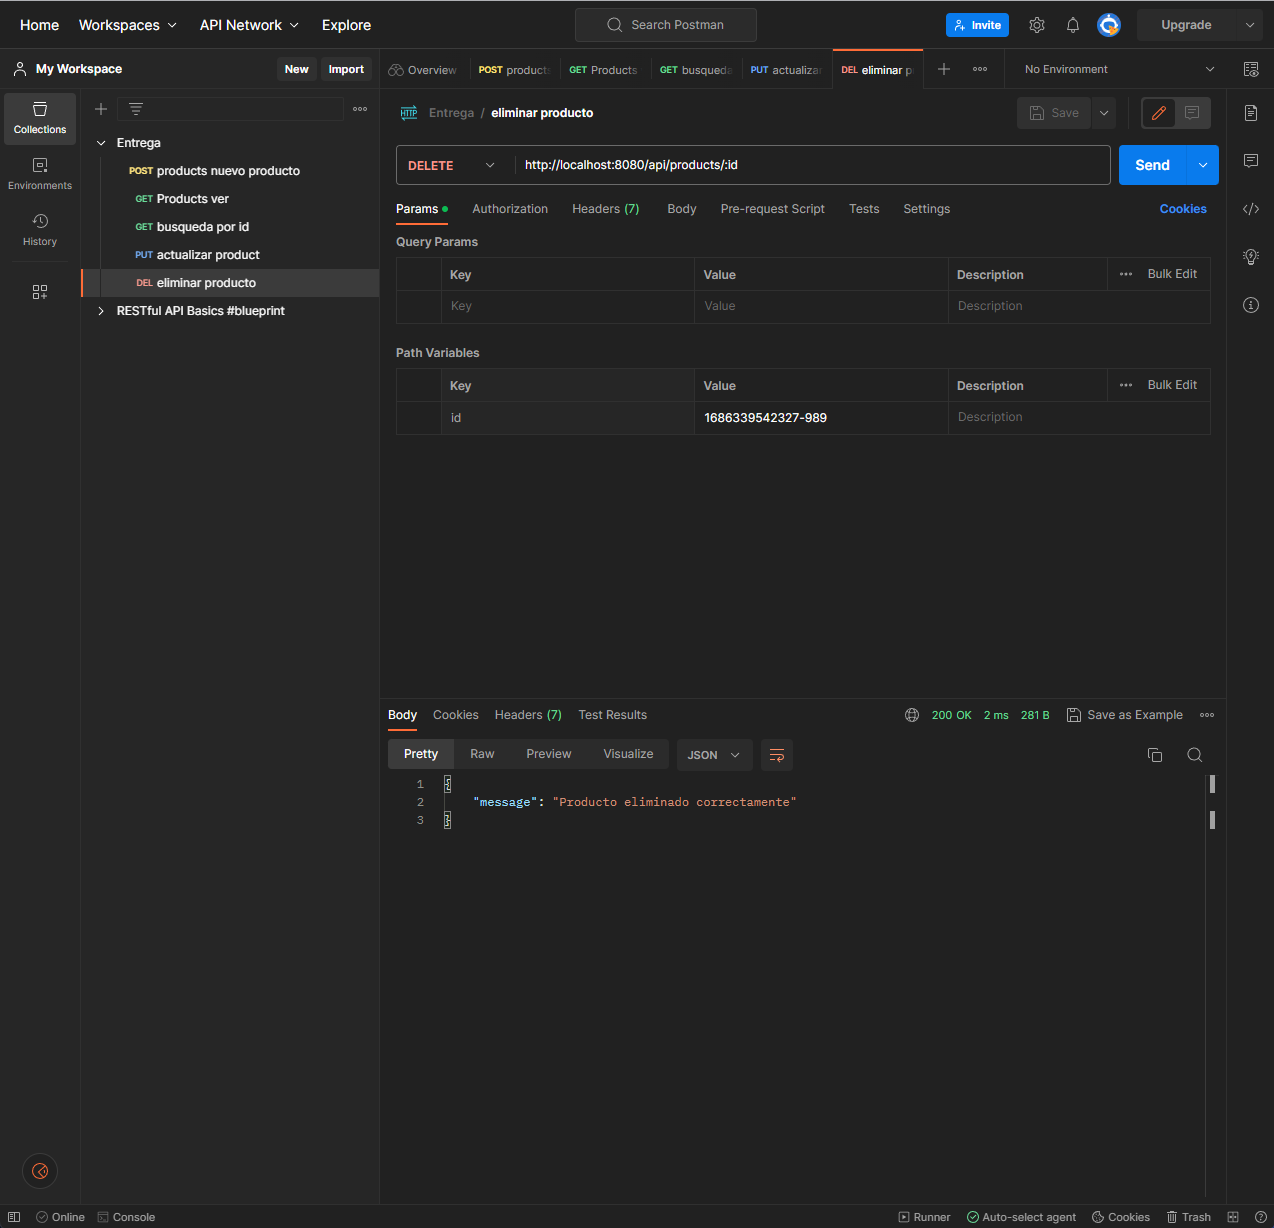 Home Workspaces API Network Explore Search Postman Invite Upgrade
My Workspace New Import Overview POST products GET Products GET busqueda PUT actualizar DEL eliminar p No Environment
Collections
Environments
History
Entrega
POST products nuevo producto
GET Products ver
GET busqueda por id
PUT actualizar product
DEL eliminar producto
RESTful API Basics #blueprint
HTTP Entrega / eliminar producto Save
DELETE http://localhost:8080/api/products/:id Send
Params Authorization Headers (7) Body Pre-request Script Tests Settings Cookies
Query Params
Key Value Description Bulk Edit
Key Value Description
Path Variables
Key Value Description Bulk Edit
id 1686339542327-989 Description
Body Cookies Headers (7) Test Results 200 OK 2 ms 281 B Save as Example
Pretty Raw Preview Visualize JSON
1 {
2 "message": "Producto eliminado correctamente"
3 }
Online Console Runner Auto-select agent Cookies Trash